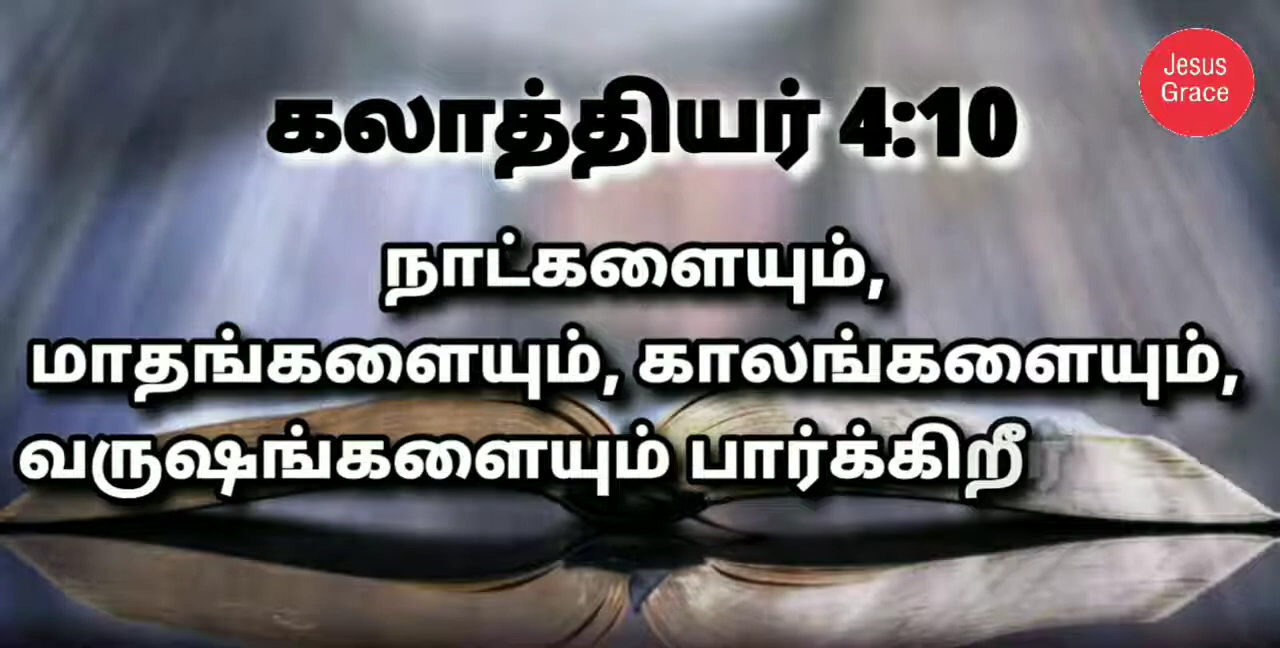 கலாத்தியர் 4:10
Jesus
Grace
நாட்களையும்,
மாதங்களையும், காலங்களையும்,
வருஷங்களையும் பார்க்கிறீர